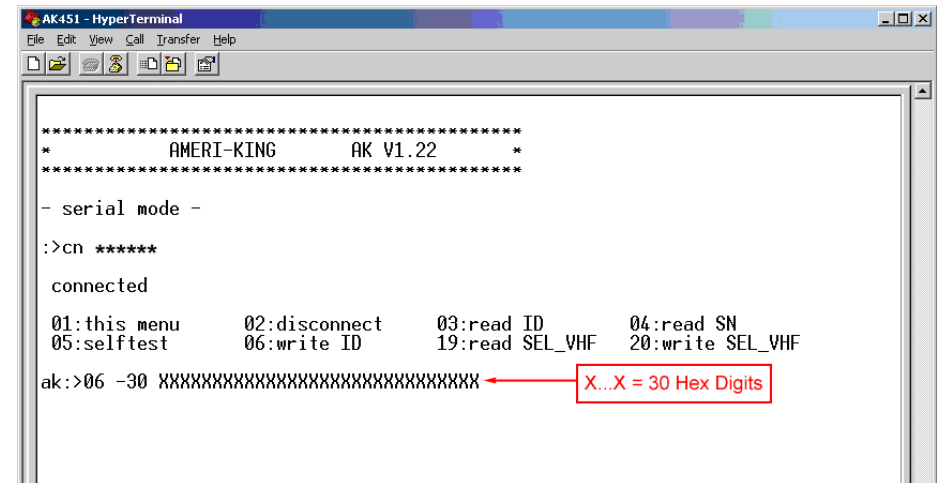 AK451 - HyperTerminal
File Edit View Call Transfer Help
*********************************************
*           AMERI-KING       AK V1.22       *
*********************************************
- serial mode -
:>cn ******
connected
01:this menu      02:disconnect     03:read ID        04:read SN
05:selftest       06:write ID       19:read SEL_VHF   20:write SEL_VHF
ak:>06 -30 XXXXXXXXXXXXXXXXXXXXXXXXXXXXXX
X...X = 30 Hex Digits